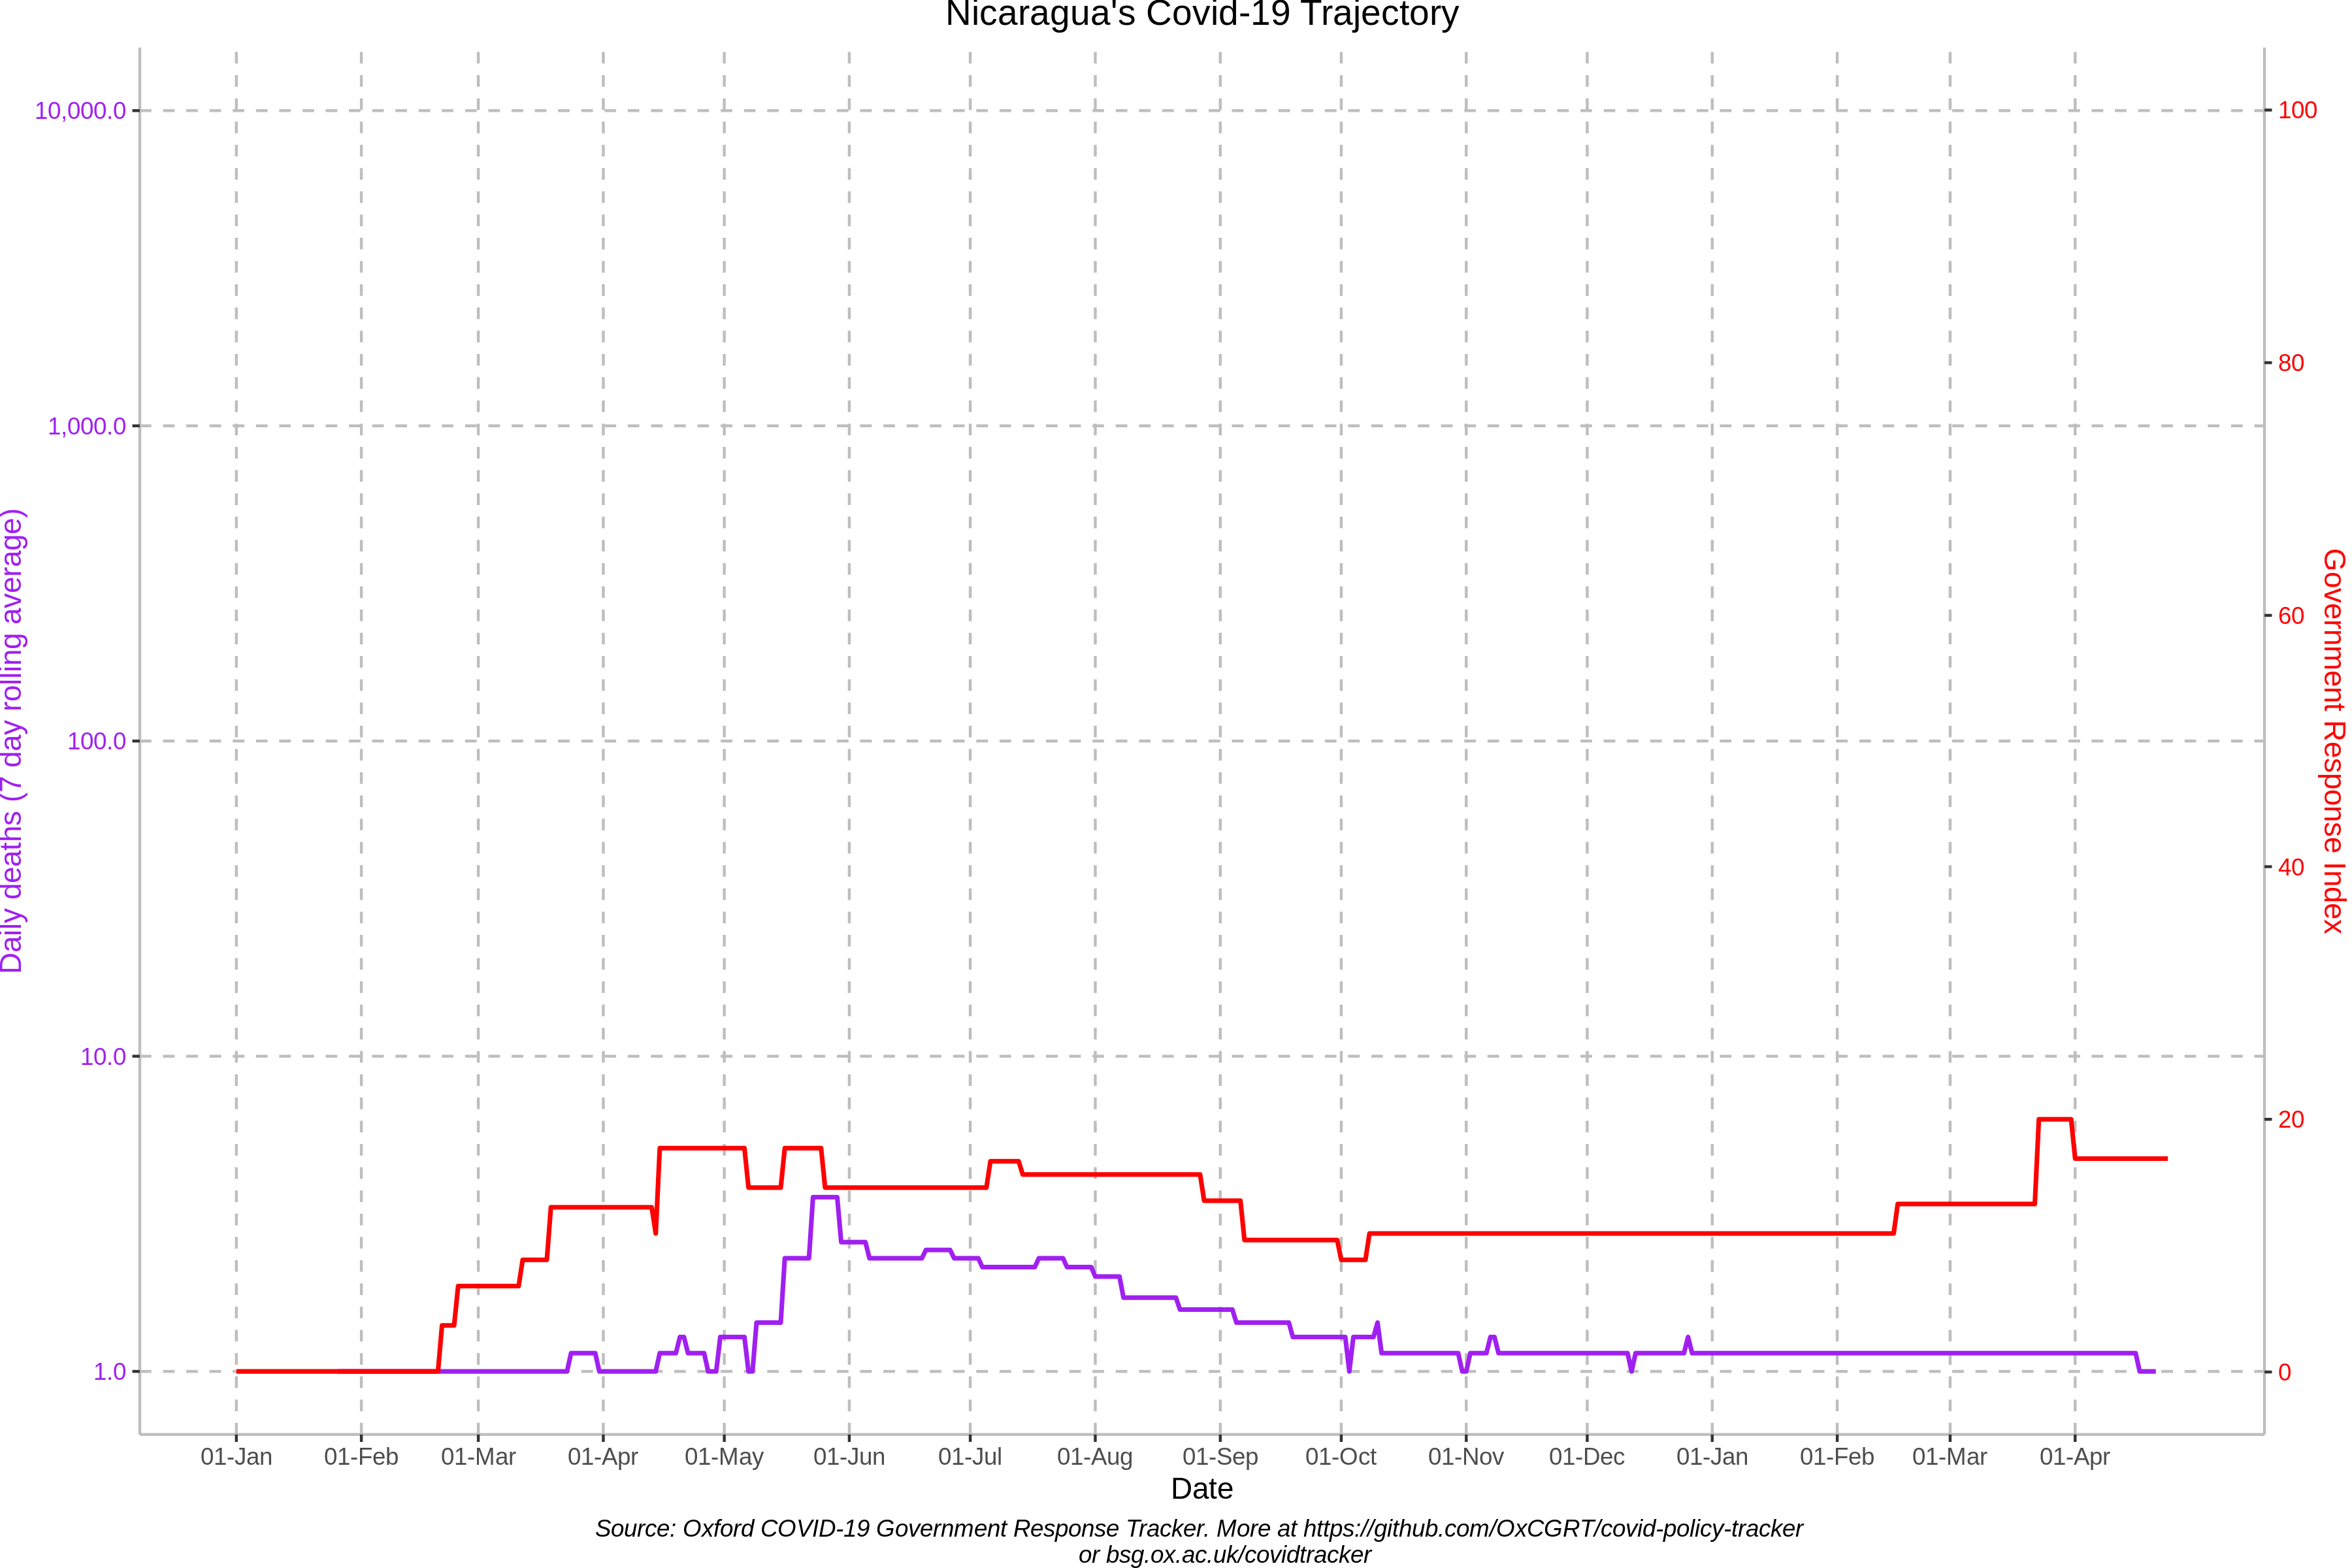 Nicaragua's Covid-19 Trajectory
10,000.0
1,000.0
100.0
10.0
1.0
Daily deaths (7 day rolling average)
100
80
60
40
20
0
Government Response Index
01-Jan 01-Feb 01-Mar 01-Apr 01-May 01-Jun 01-Jul 01-Aug 01-Sep 01-Oct 01-Nov 01-Dec 01-Jan 01-Feb 01-Mar 01-Apr
Date
Source: Oxford COVID-19 Government Response Tracker. More at https://github.com/OxCGRT/covid-policy-tracker
or bsg.ox.ac.uk/covidtracker